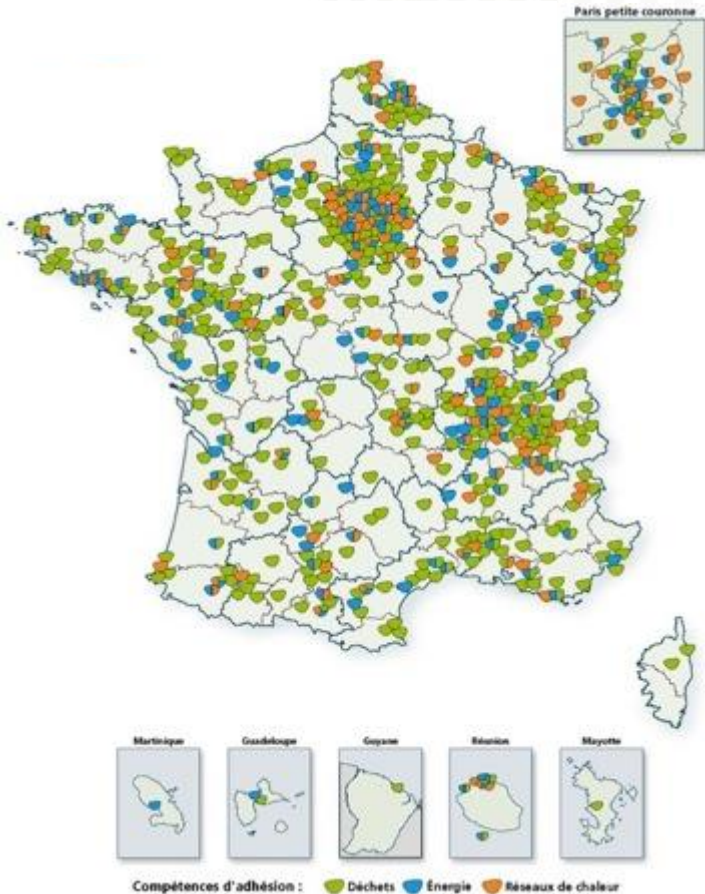 Paris petite couronne
Martinique
Guadeloupe
Guyane
Réunion
Mayotte
Compétences d'adhésion : Déchets Énergie Réseaux de chaleur